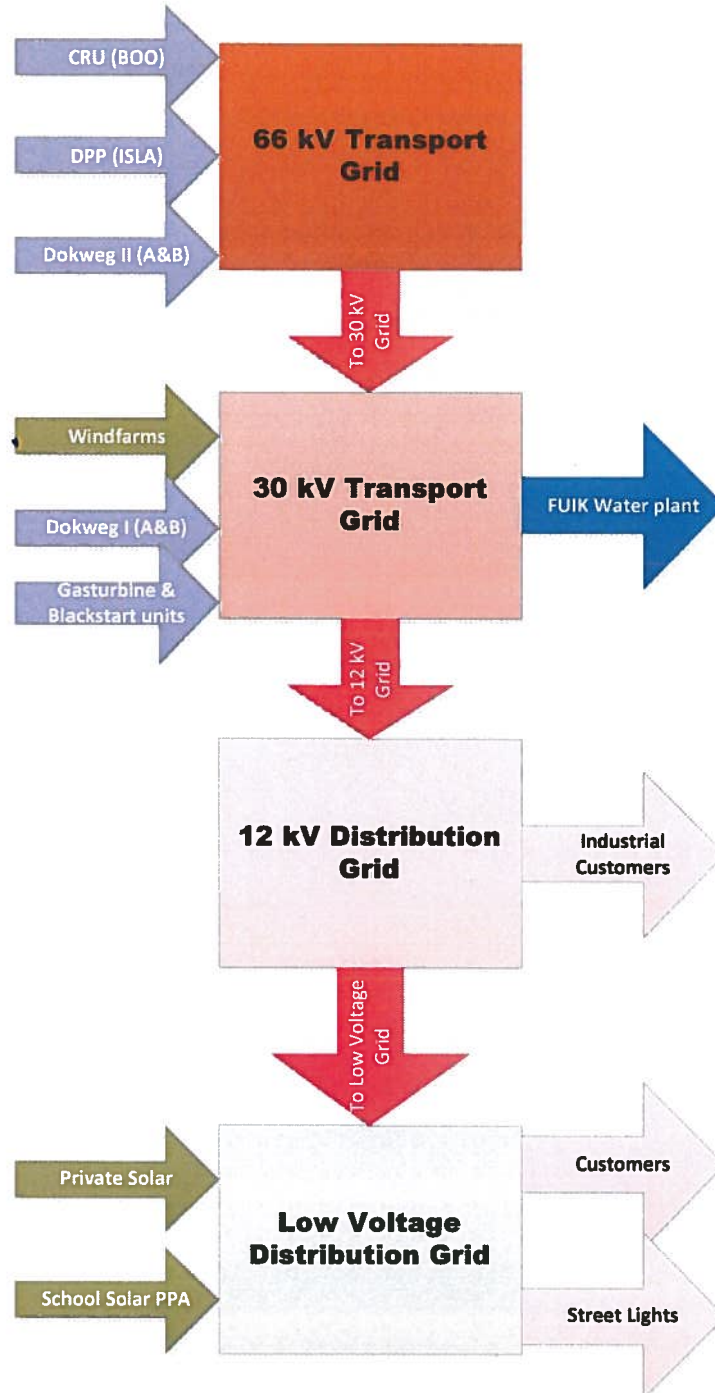 CRU (BOO)
66 kV Transport
Grid
DPP (ISLA)
Dokweg II (A&B)
To 30 kV
Grid
Windfarms
30 kV Transport
Grid
FUIK Water plant
Dokweg I (A&B)
Gasturbine &
Blackstart units
To 12 kV
Grid
12 kV Distribution
Grid
Industrial
Customers
To Low Voltage
Grid
Private Solar
Customers
Low Voltage
Distribution Grid
School Solar PPA
Street Lights